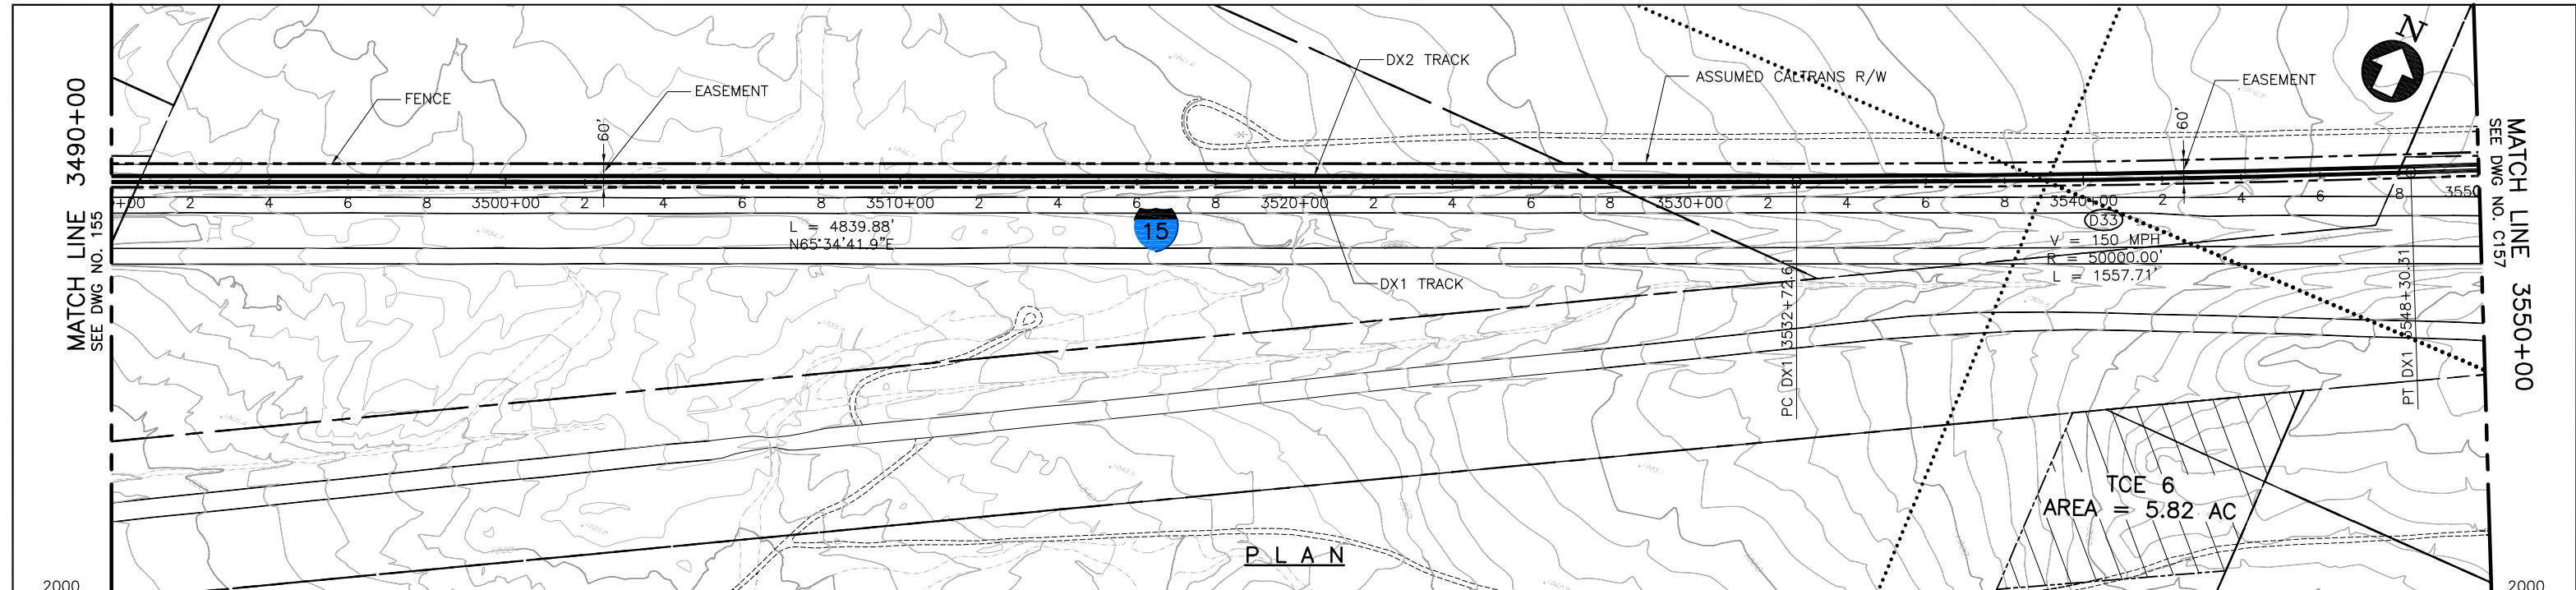 N
DX2 TRACK
ASSUMED CALTRANS R/W
EASEMENT
EASEMENT
FENCE
60'
60'
MATCH LINE 3490+00
SEE DWG NO. 155
MATCH LINE 3550+00
SEE DWG NO. C157
+00 2 4 6 8 3500+00 2 4 6 8 3510+00 2 4 6 8 3520+00 2 4 6 8 3530+00 2 4 6 8 3540+00 2 4 6 8 3550
L = 4839.88'
N65°34'41.9"E
15
D33
V = 150 MPH
R = 50000.00'
L = 1557.71'
DX1 TRACK
PC DX1 3532+72.61
PT DX1 3548+30.31
TCE 6
AREA = 5.82 AC
PLAN
2000
2000